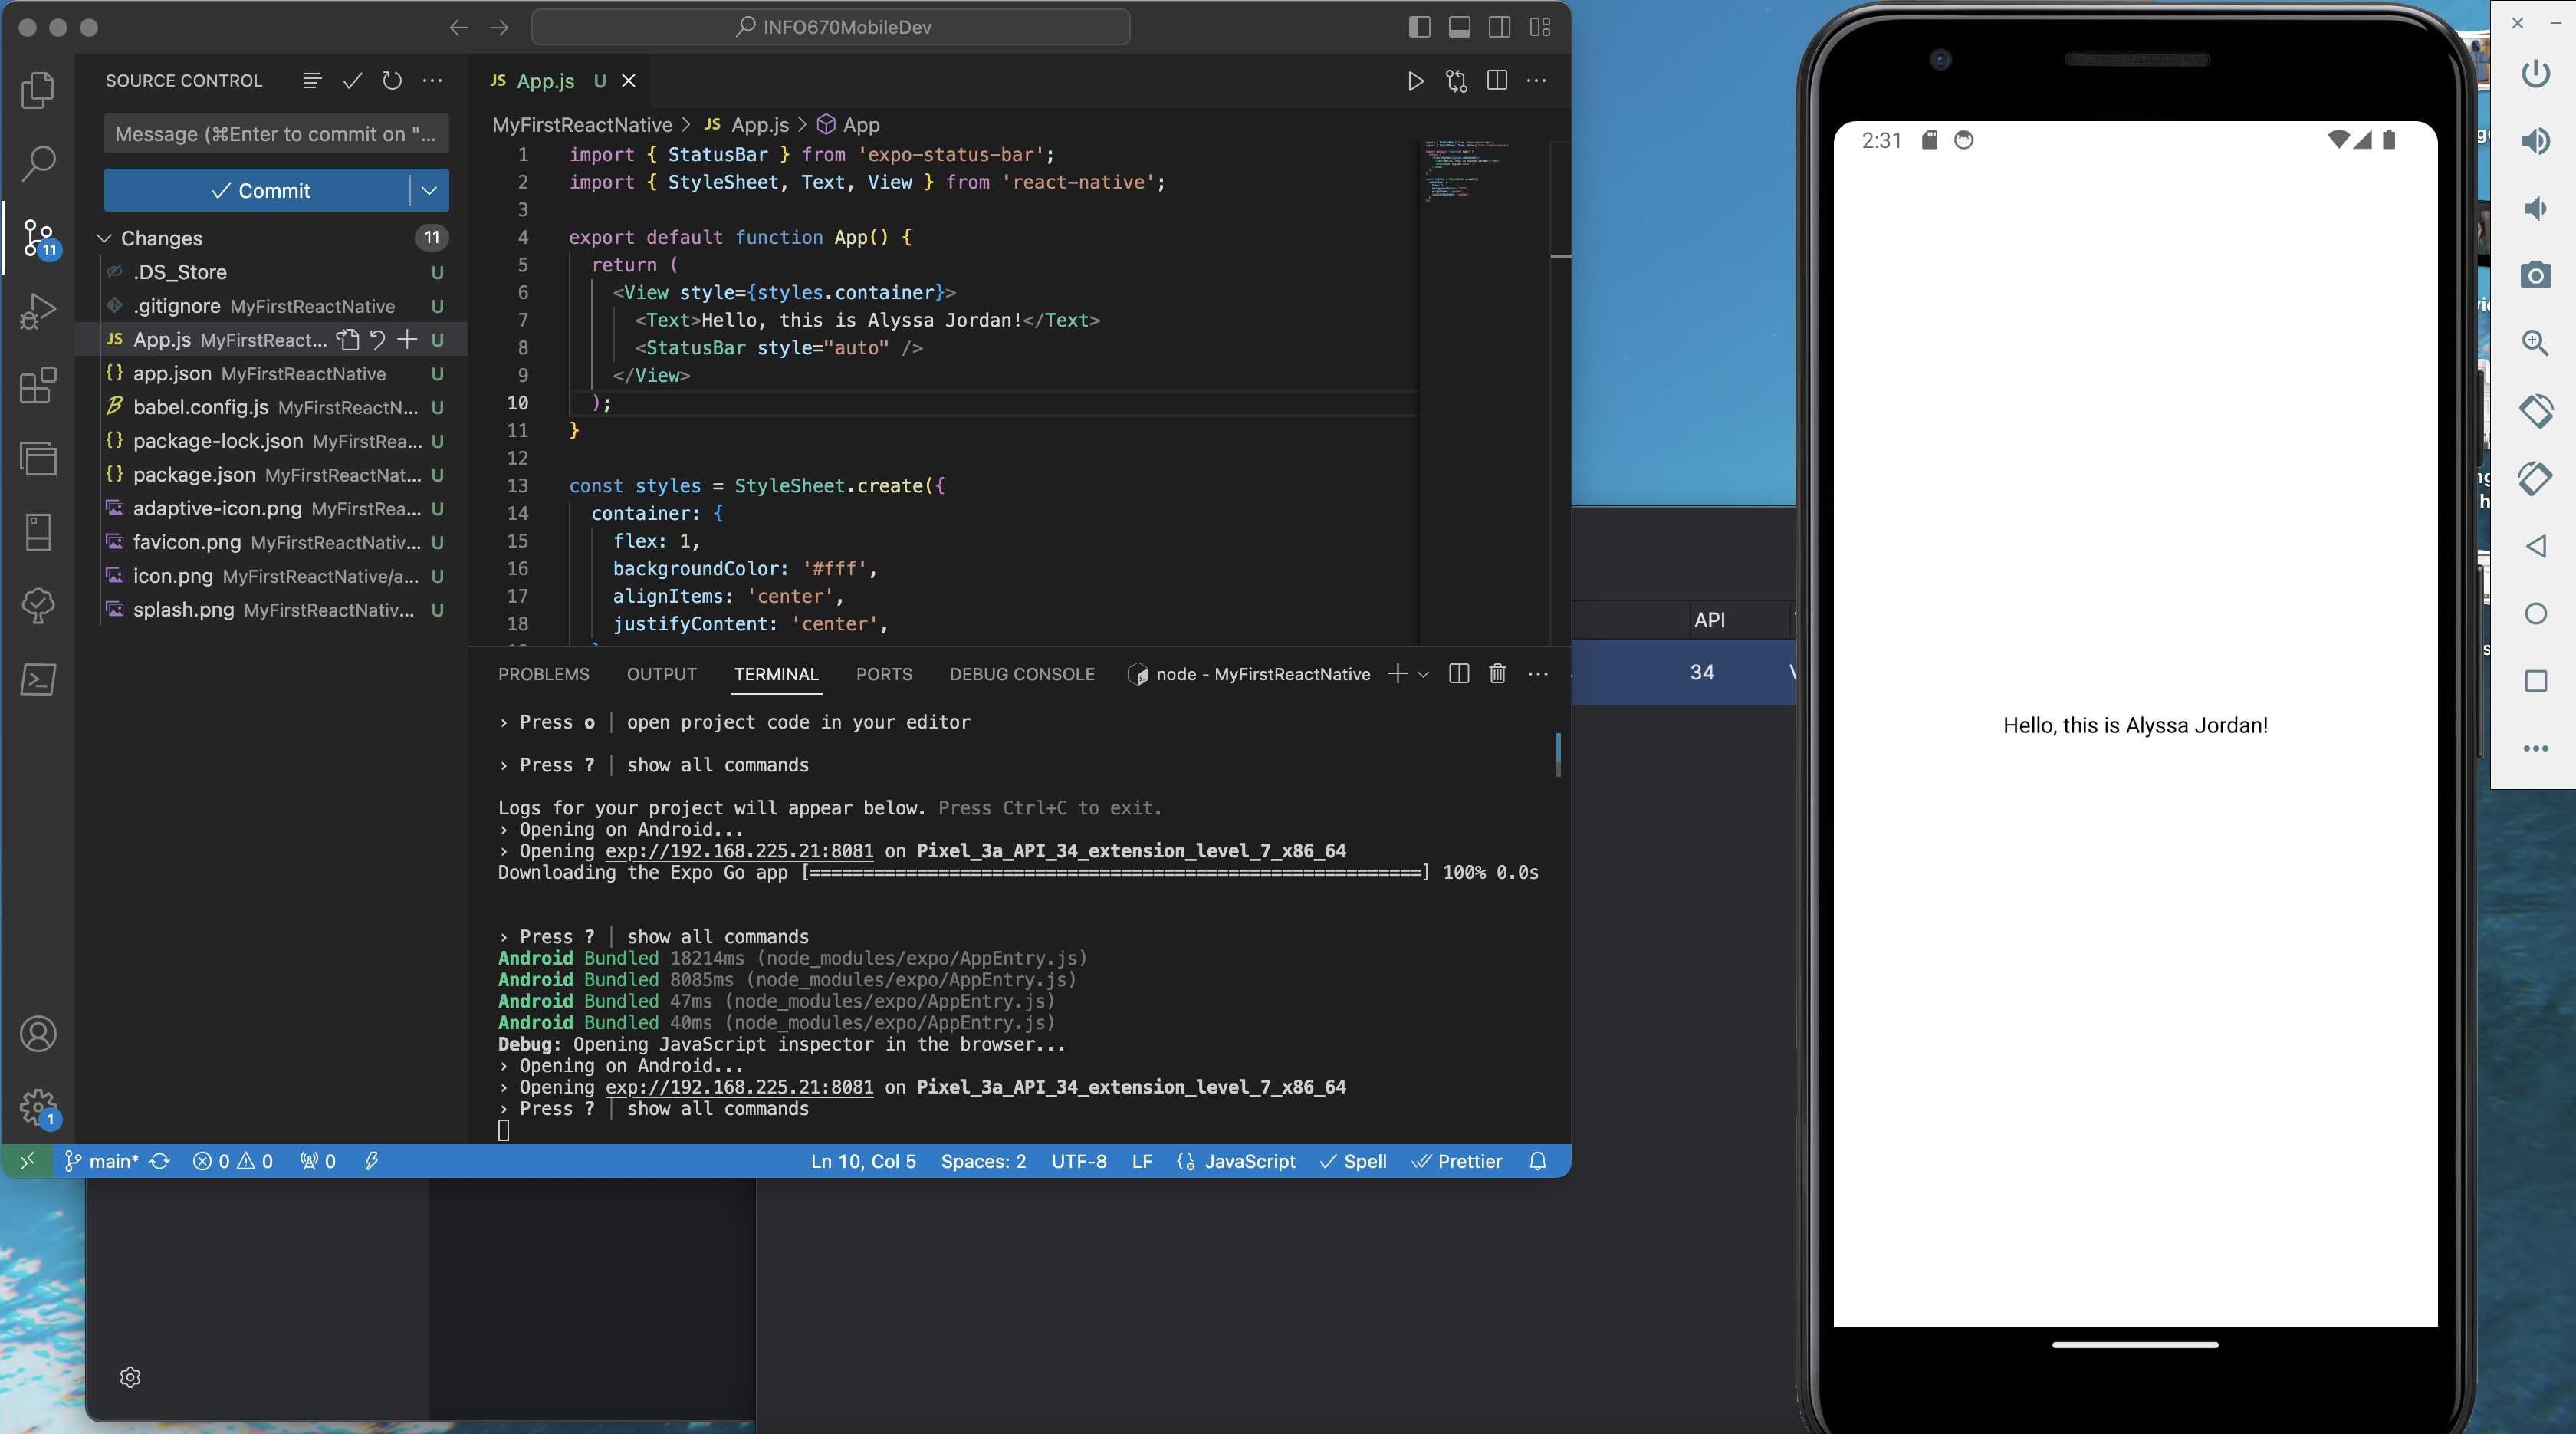 INFO670MobileDev
SOURCE CONTROL
Message (⌘Enter to commit on "...
Commit
Changes 11
.DS_Store U
.gitignore MyFirstReactNative U
JS App.js MyFirstReact... U
{} app.json MyFirstReactNative U
babel.config.js MyFirstReactN... U
{} package-lock.json MyFirstRea... U
{} package.json MyFirstReactNat... U
adaptive-icon.png MyFirstRea... U
favicon.png MyFirstReactNativ... U
icon.png MyFirstReactNative/a... U
splash.png MyFirstReactNativ... U
11
1
JS App.js U
MyFirstReactNative > JS App.js > App
1 import { StatusBar } from 'expo-status-bar';
2 import { StyleSheet, Text, View } from 'react-native';
3
4 export default function App() {
5 return (
6 <View style={styles.container}>
7 <Text>Hello, this is Alyssa Jordan!</Text>
8 <StatusBar style="auto" />
9 </View>
10 );
11 }
12
13 const styles = StyleSheet.create({
14 container: {
15 flex: 1,
16 backgroundColor: '#fff',
17 alignItems: 'center',
18 justifyContent: 'center',
PROBLEMS OUTPUT TERMINAL PORTS DEBUG CONSOLE node - MyFirstReactNative
› Press o │ open project code in your editor
› Press ? │ show all commands
Logs for your project will appear below. Press Ctrl+C to exit.
› Opening on Android...
› Opening exp://192.168.225.21:8081 on Pixel_3a_API_34_extension_level_7_x86_64
Downloading the Expo Go app [=========================================================] 100% 0.0s
› Press ? │ show all commands
Android Bundled 18214ms (node_modules/expo/AppEntry.js)
Android Bundled 8085ms (node_modules/expo/AppEntry.js)
Android Bundled 47ms (node_modules/expo/AppEntry.js)
Android Bundled 40ms (node_modules/expo/AppEntry.js)
Debug: Opening JavaScript inspector in the browser...
› Opening on Android...
› Opening exp://192.168.225.21:8081 on Pixel_3a_API_34_extension_level_7_x86_64
› Press ? │ show all commands
main* 0 0 0 Ln 10, Col 5 Spaces: 2 UTF-8 LF JavaScript Spell Prettier
API
34
2:31
Hello, this is Alyssa Jordan!